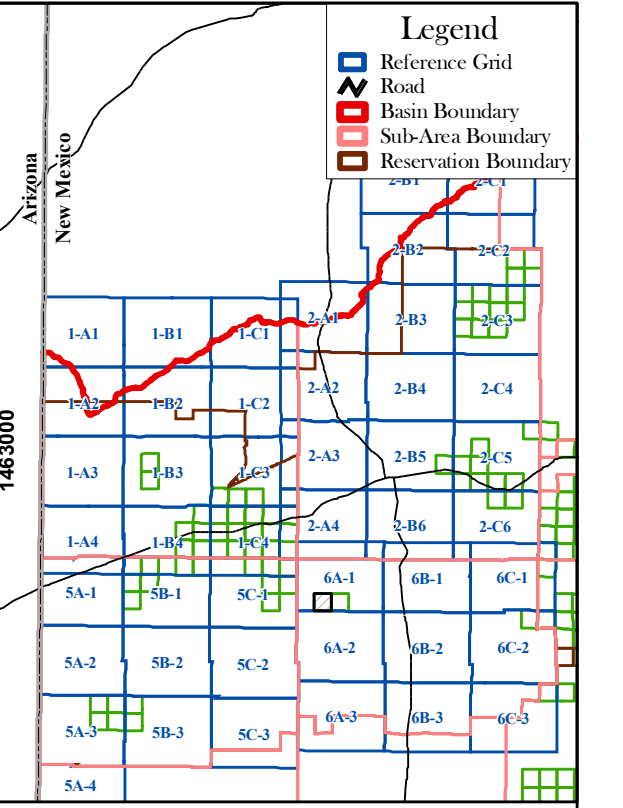 Legend
Reference Grid
Road
Basin Boundary
Sub-Area Boundary
Reservation Boundary
Arizona
New Mexico
1463000
2-B1 2-C1
2-B2 2-C2
2-A1 2-B3 2-C3
1-A1 1-B1 1-C1
2-A2 2-B4 2-C4
1-A2 1-B2 1-C2
2-A3 2-B5 2-C5
1-A3 1-B3 1-C3
2-A4 2-B6 2-C6
1-A4 1-B4 1-C4
6A-1 6B-1 6C-1
5A-1 5B-1 5C-1
6A-2 6B-2 6C-2
5A-2 5B-2 5C-2
6A-3 6B-3 6C-3
5A-3 5B-3 5C-3
5A-4